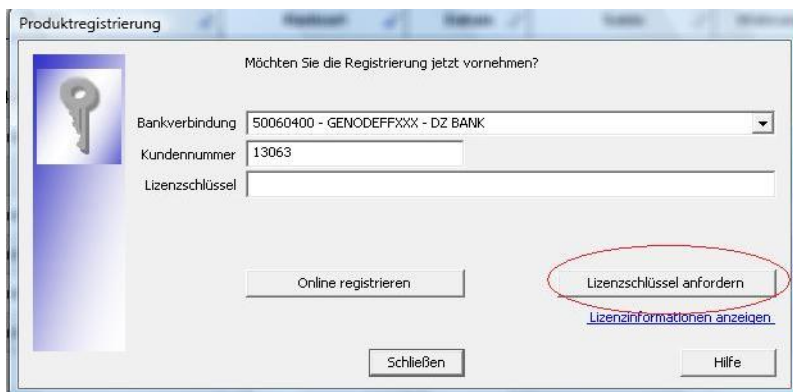 Produktregistrierung
Möchten Sie die Registrierung jetzt vornehmen?
Bankverbindung 50060400 - GENODEFFXXX - DZ BANK
Kundennummer 13063
Lizenzschlüssel
Online registrieren Lizenzschlüssel anfordern
Lizenzinformationen anzeigen
Schließen Hilfe